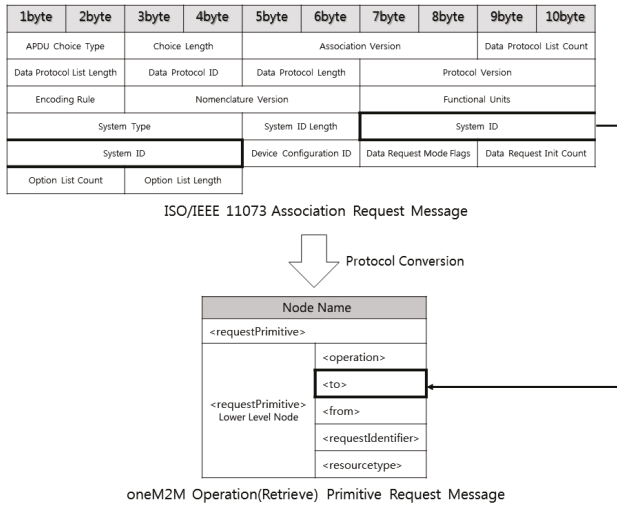 1byte 2byte 3byte 4byte 5byte 6byte 7byte 8byte 9byte 10byte
APDU Choice Type Choice Length Association Version Data Protocol List Count
Data Protocol List Length Data Protocol ID Data Protocol Length Protocol Version
Encoding Rule Nomenclature Version Functional Units
System Type System ID Length System ID
System ID Device Configuration ID Data Request Mode Flags Data Request Init Count
Option List Count Option List Length
ISO/IEEE 11073 Association Request Message
Protocol Conversion
Node Name
<requestPrimitive>
<requestPrimitive>
Lower Level Node
<operation>
<to>
<from>
<requestIdentifier>
<resourcetype>
oneM2M Operation(Retrieve) Primitive Request Message